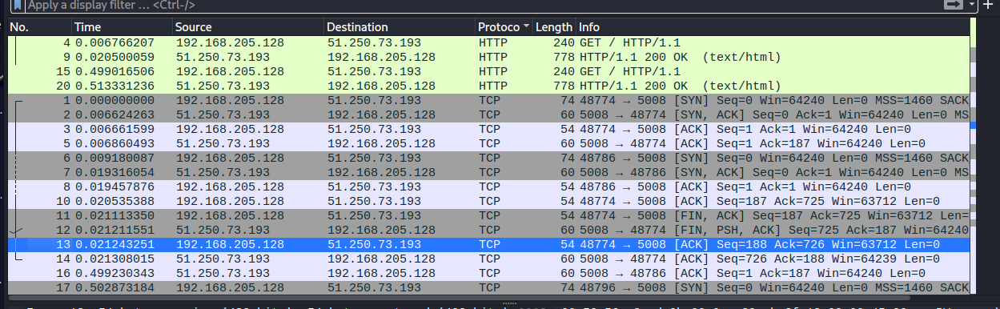 Apply a display filter … <Ctrl-/>
No. Time Source Destination Protoco Length Info
4 0.006766207 192.168.205.128 51.250.73.193 HTTP 240 GET / HTTP/1.1
9 0.020500059 51.250.73.193 192.168.205.128 HTTP 778 HTTP/1.1 200 OK (text/html)
15 0.499016506 192.168.205.128 51.250.73.193 HTTP 240 GET / HTTP/1.1
20 0.513331236 51.250.73.193 192.168.205.128 HTTP 778 HTTP/1.1 200 OK (text/html)
1 0.000000000 192.168.205.128 51.250.73.193 TCP 74 48774 → 5008 [SYN] Seq=0 Win=64240 Len=0 MSS=1460 SACK
2 0.006624263 51.250.73.193 192.168.205.128 TCP 60 5008 → 48774 [SYN, ACK] Seq=0 Ack=1 Win=64240 Len=0 MS
3 0.006661599 192.168.205.128 51.250.73.193 TCP 54 48774 → 5008 [ACK] Seq=1 Ack=1 Win=64240 Len=0
5 0.006860493 51.250.73.193 192.168.205.128 TCP 60 5008 → 48774 [ACK] Seq=1 Ack=187 Win=64240 Len=0
6 0.009180087 192.168.205.128 51.250.73.193 TCP 74 48786 → 5008 [SYN] Seq=0 Win=64240 Len=0 MSS=1460 SACK
7 0.019316054 51.250.73.193 192.168.205.128 TCP 60 5008 → 48786 [SYN, ACK] Seq=0 Ack=1 Win=64240 Len=0 MS
8 0.019457876 192.168.205.128 51.250.73.193 TCP 54 48786 → 5008 [ACK] Seq=1 Ack=1 Win=64240 Len=0
10 0.020535388 192.168.205.128 51.250.73.193 TCP 54 48774 → 5008 [ACK] Seq=187 Ack=725 Win=63712 Len=0
11 0.021113350 192.168.205.128 51.250.73.193 TCP 54 48774 → 5008 [FIN, ACK] Seq=187 Ack=725 Win=63712 Len=
12 0.021211551 51.250.73.193 192.168.205.128 TCP 60 5008 → 48774 [FIN, PSH, ACK] Seq=725 Ack=187 Win=64240
13 0.021243251 192.168.205.128 51.250.73.193 TCP 54 48774 → 5008 [ACK] Seq=188 Ack=726 Win=63712 Len=0
14 0.021308015 51.250.73.193 192.168.205.128 TCP 60 5008 → 48774 [ACK] Seq=726 Ack=188 Win=64239 Len=0
16 0.499230343 51.250.73.193 192.168.205.128 TCP 60 5008 → 48786 [ACK] Seq=1 Ack=187 Win=64240 Len=0
17 0.502873184 192.168.205.128 51.250.73.193 TCP 74 48796 → 5008 [SYN] Seq=0 Win=64240 Len=0 MSS=1460 SACK